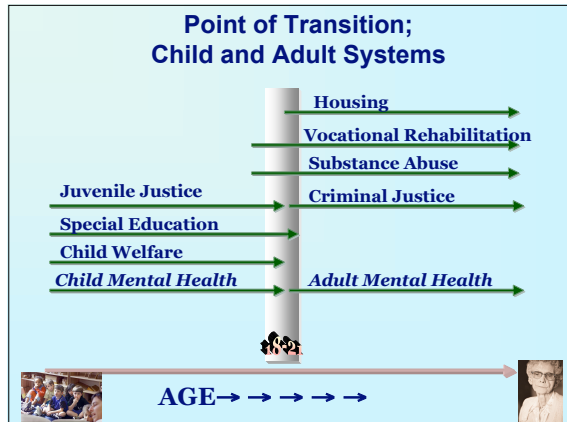 Point of Transition;
Child and Adult Systems
Housing
Vocational Rehabilitation
Substance Abuse
Juvenile Justice
Criminal Justice
Special Education
Child Welfare
Child Mental Health
Adult Mental Health
AGE→ → → → →